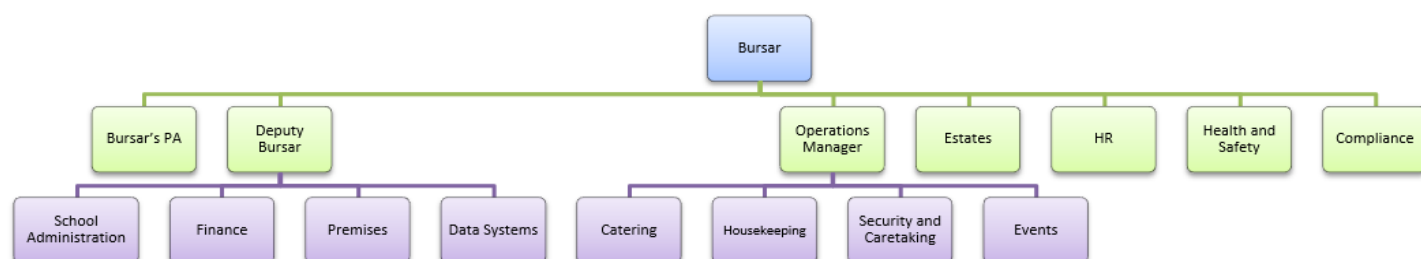 Bursar
Bursar's PA
Deputy
Bursar
Operations
Manager
Estates
HR
Health and
Safety
Compliance
School
Administration
Finance
Premises
Data Systems
Catering
Housekeeping
Security and
Caretaking
Events